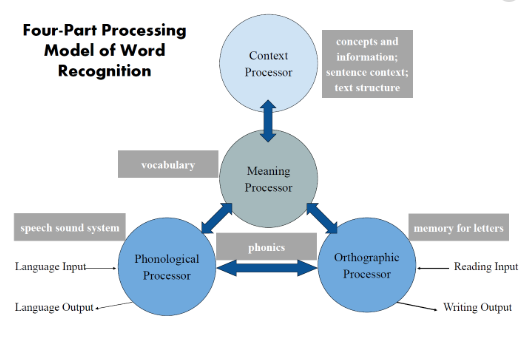 Four-Part Processing
Model of Word
Recognition
Context
Processor
concepts and
information;
sentence context;
text structure
vocabulary
Meaning
Processor
speech sound system
phonics
memory for letters
Phonological
Processor
Orthographic
Processor
Language Input
Reading Input
Language Output
Writing Output